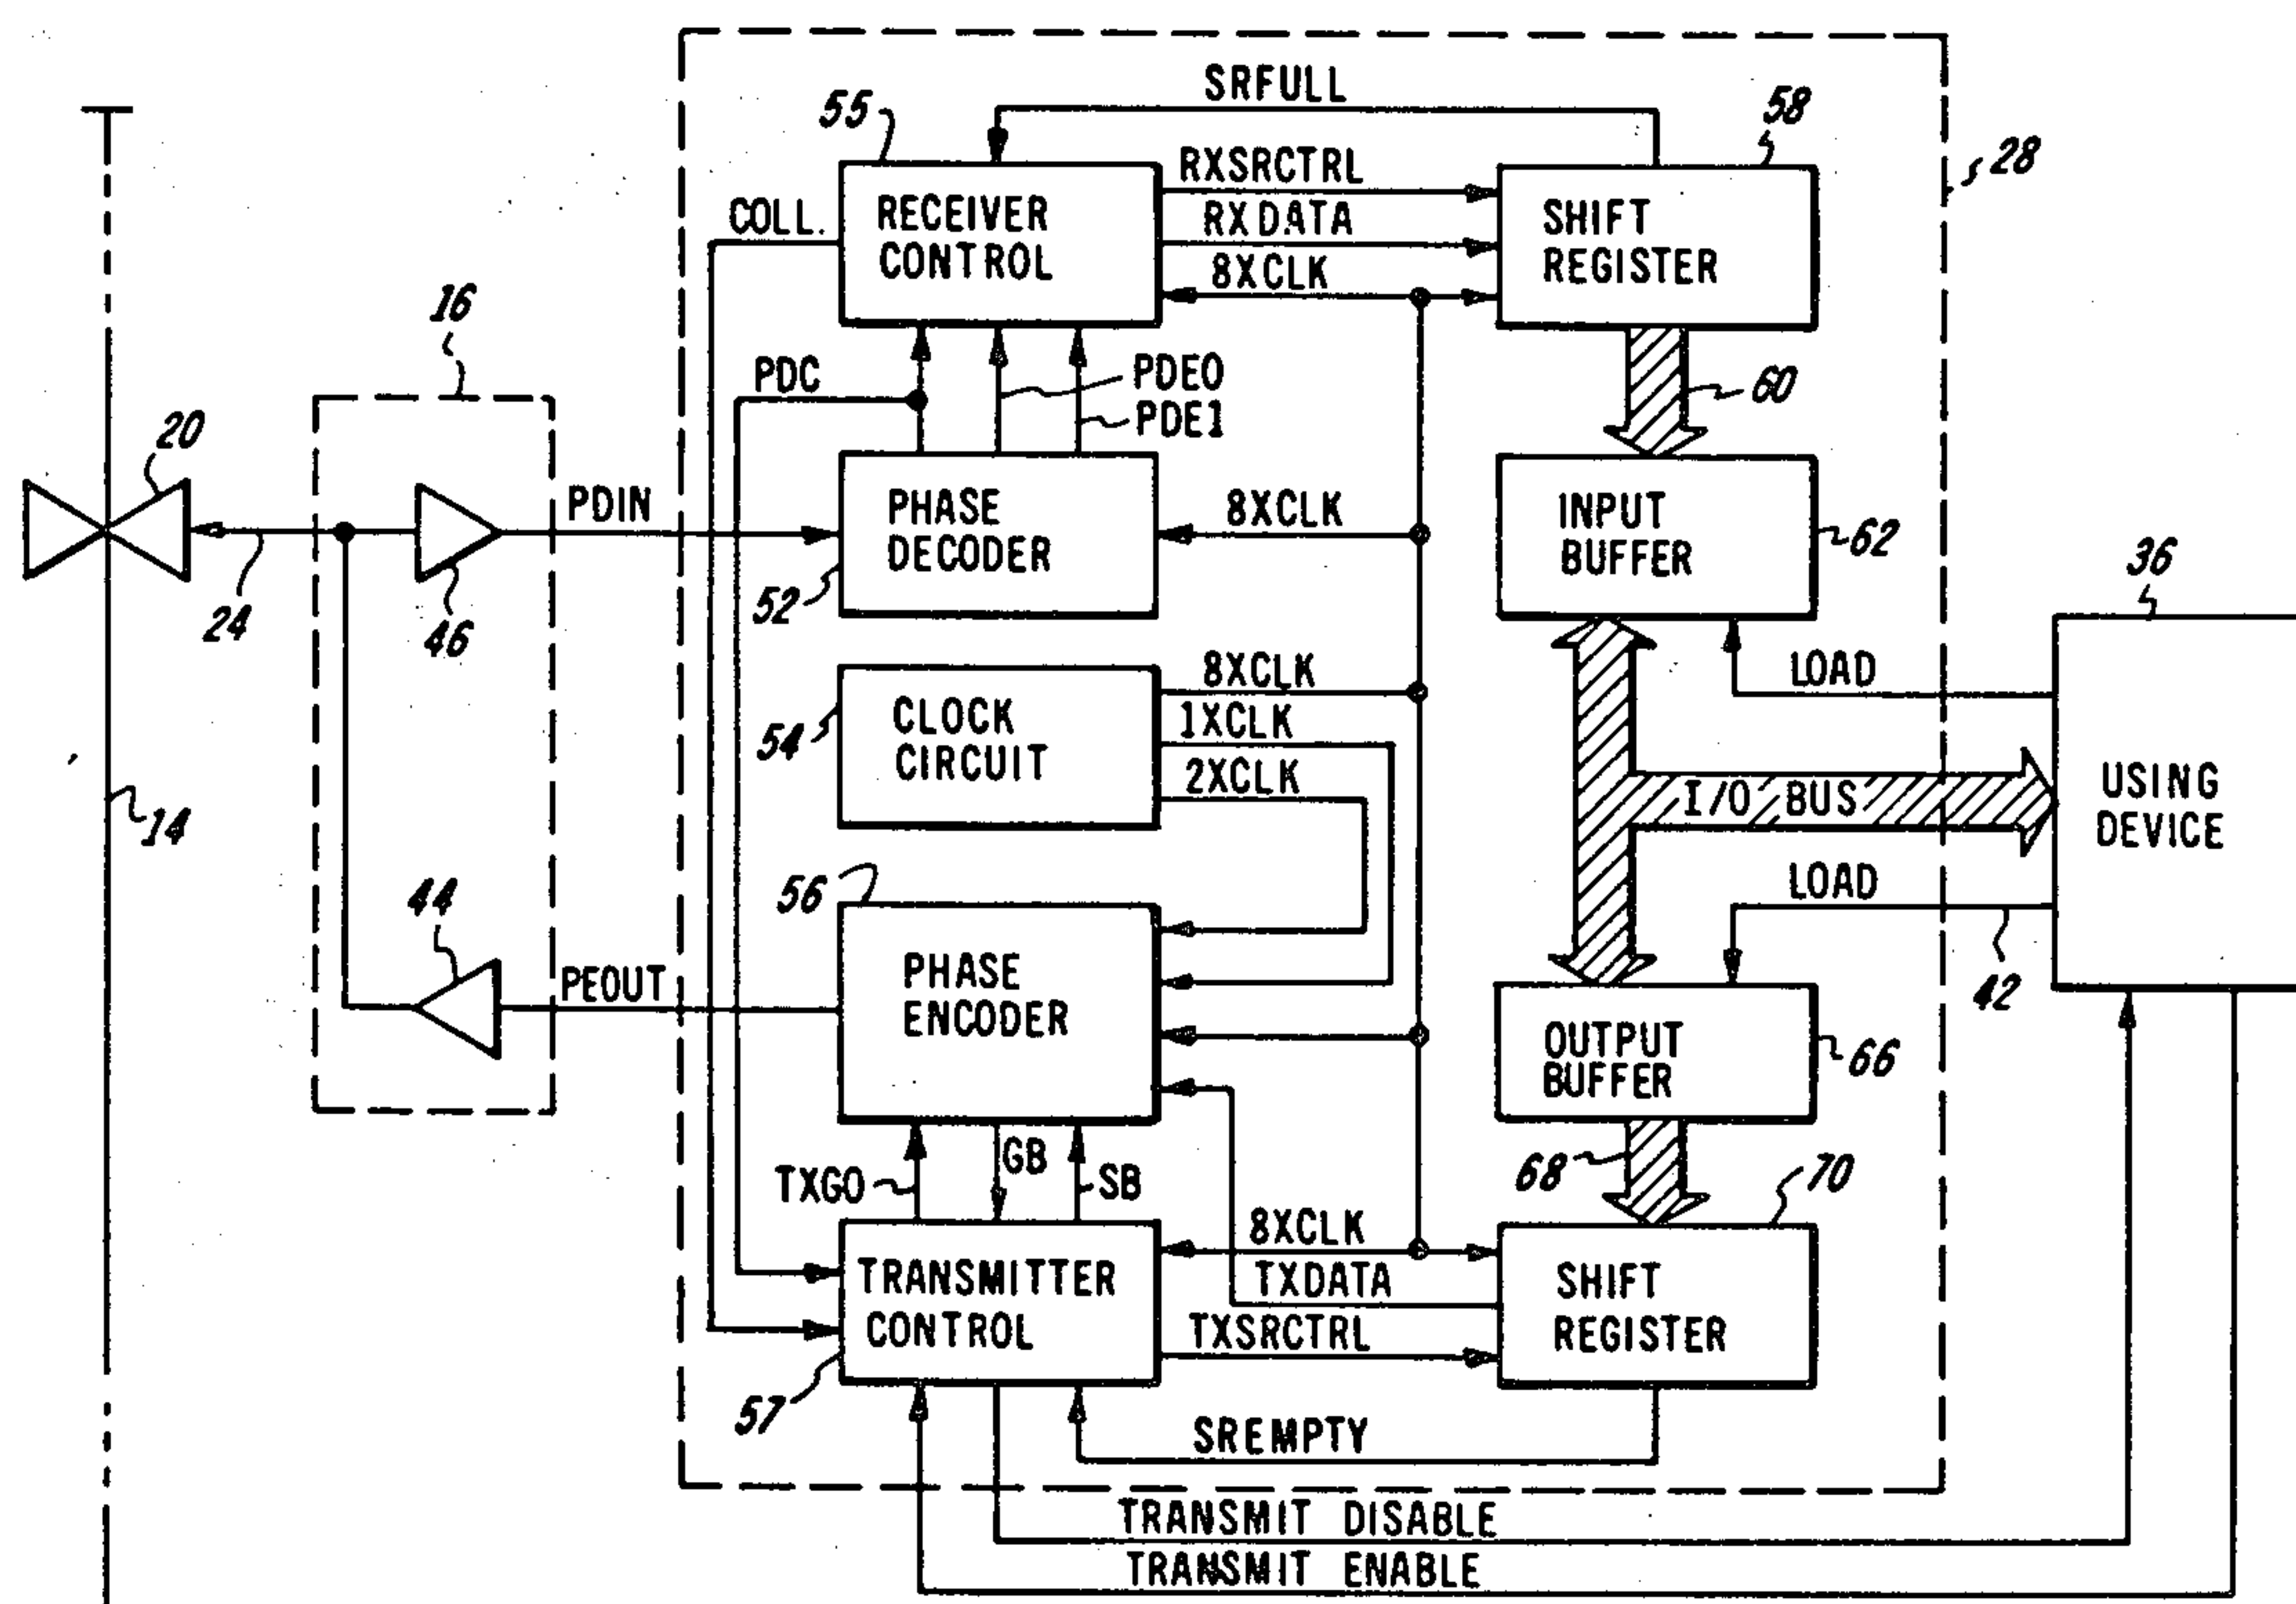 SRFULL
55
58
28
RXSRCTRL
COLL.
RECEIVER
CONTROL
RXDATA
8XCLK
SHIFT
REGISTER
16
PDC
PDE0
PDE1
60
20
PDIN
PHASE
DECODER
8XCLK
INPUT
BUFFER
62
52
24
46
36
8XCLK
LOAD
54
CLOCK
CIRCUIT
1XCLK
2XCLK
I/O BUS
USING
DEVICE
14
56
44
LOAD
PEOUT
PHASE
ENCODER
42
OUTPUT
BUFFER
66
TXGO
GB
SB
68
70
8XCLK
TRANSMITTER
CONTROL
TXDATA
TXSRCTRL
SHIFT
REGISTER
57
SREMPTY
TRANSMIT DISABLE
TRANSMIT ENABLE